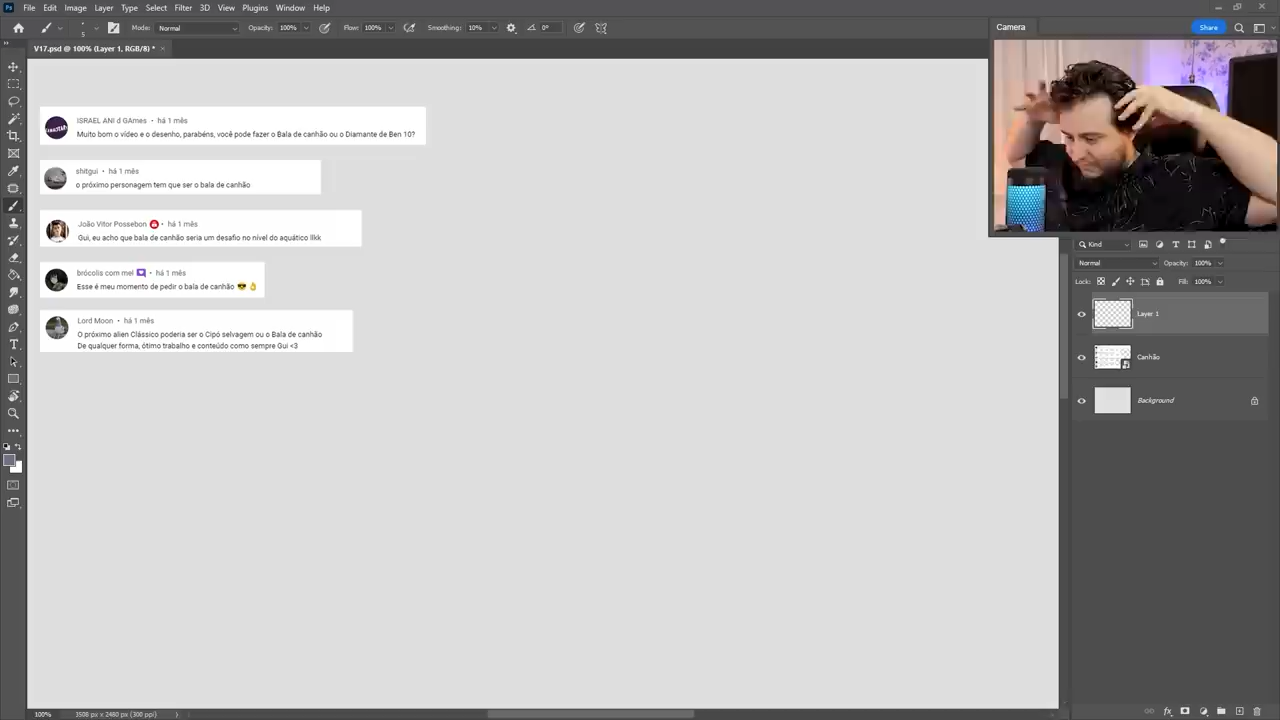 File Edit Image Layer Type Select Filter 3D View Plugins Window Help
Mode: Normal Opacity: 100% Flow: 100% Smoothing: 10% 0°
Camera
Share
V17.psd @ 100% (Layer 1, RGB/8) *
ISRAEL ANI d GAmes • há 1 mês
Muito bom o vídeo e o desenho, parabéns, você pode fazer o Bala de canhão ou o Diamante de Ben 10?
shitgui • há 1 mês
o próximo personagem tem que ser o bala de canhão
João Vitor Possebon • há 1 mês
Gui, eu acho que bala de canhão seria um desafio no nível do aquático llkk
brócolis com mel • há 1 mês
Esse é meu momento de pedir o bala de canhão 😎 👌
Lord Moon • há 1 mês
O próximo alien Clássico poderia ser o Cipó selvagem ou o Bala de canhão
De qualquer forma, ótimo trabalho e conteúdo como sempre Gui <3
Kind
Normal Opacity: 100%
Lock: Fill: 100%
Layer 1
Canhão
Background
100% 3508 px x 2480 px (300 ppi)